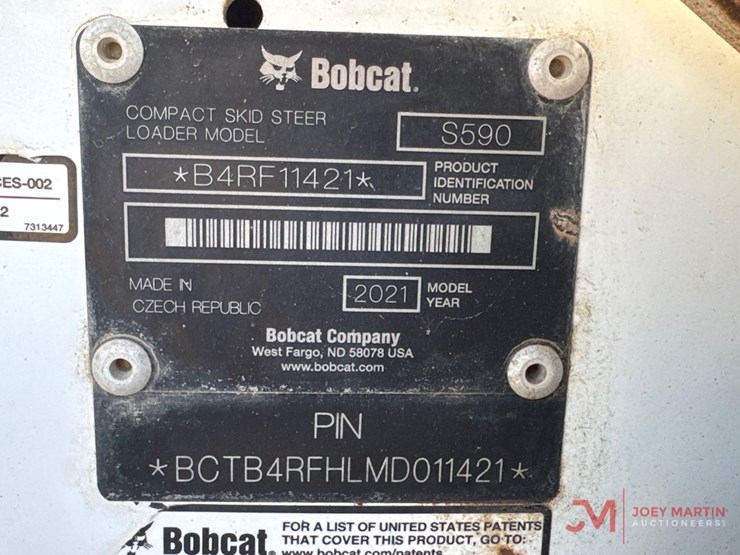 Bobcat.
COMPACT SKID STEER
LOADER MODEL
S590
*B4RF11421*
PRODUCT
IDENTIFICATION
NUMBER
CES-002
2
7313447
MADE IN
CZECH REPUBLIC
2021
MODEL
YEAR
Bobcat Company
West Fargo, ND 58078 USA
www.bobcat.com
PIN
*BCTB4RFHLMD011421*
Bobcat.
FOR A LIST OF UNITED STATES PATENTS
THAT COVER THIS PRODUCT, GO TO:
www.bobcat.com/patents
JM
JOEY MARTIN
AUCTIONEERS!